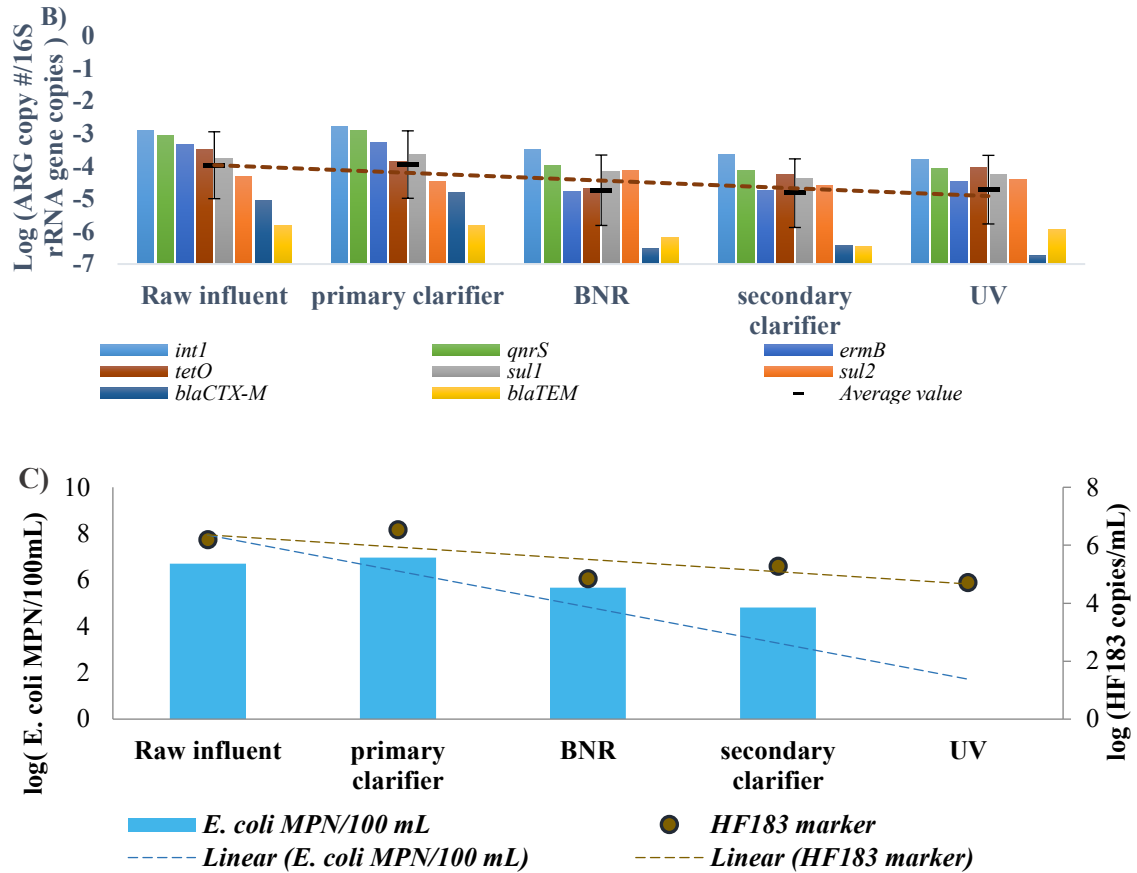 B)
Log (ARG copy #/16S
rRNA gene copies )
0
-1
-2
-3
-4
-5
-6
-7
Raw influent
primary clarifier
BNR
secondary
clarifier
UV
int1
qnrS
ermB
tetO
sul1
sul2
blaCTX-M
blaTEM
Average value
C)
log( E. coli MPN/100mL)
10
8
6
4
2
0
8
6
4
2
0
log (HF183 copies/mL)
Raw influent
primary
clarifier
BNR
secondary
clarifier
UV
E. coli MPN/100 mL
HF183 marker
Linear (E. coli MPN/100 mL)
Linear (HF183 marker)